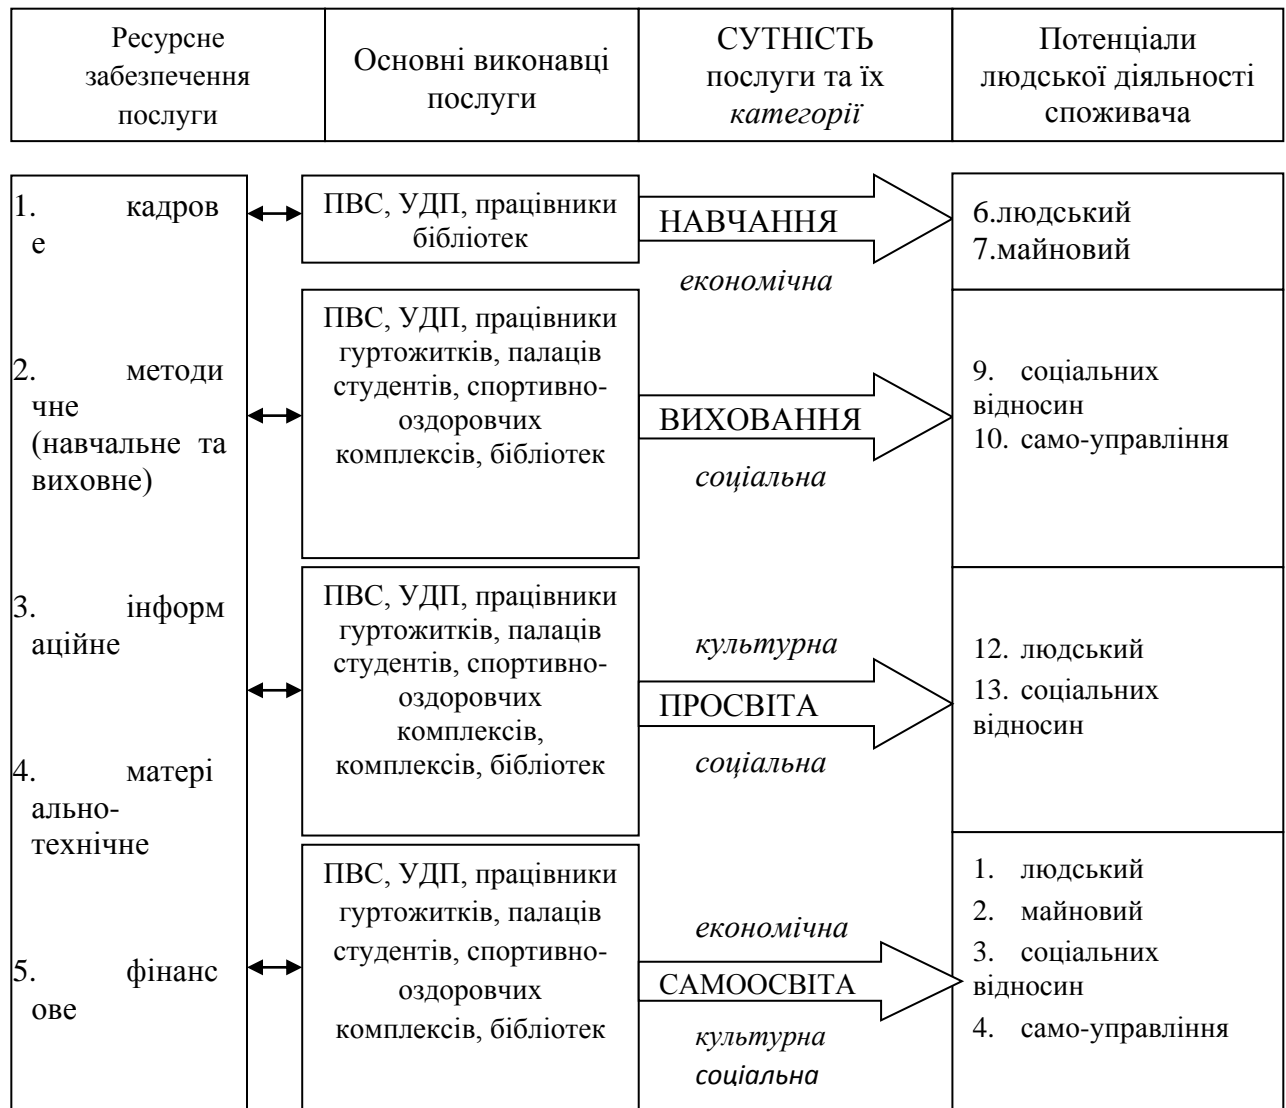 Ресурсне
забезпечення
послуги
Основні виконавці
послуги
СУТНІСТЬ
послуги та їх
категорії
Потенціали
людської діяльності
споживача
1. кадров
е
2. методи
чне
(навчальне та
виховне)
3. інформ
аційне
4. матері
ально-
технічне
5. фінанс
ове
ПВС, УДП, працівники
бібліотек
НАВЧАННЯ
економічна
6.людський
7.майновий
ПВС, УДП, працівники
гуртожитків, палаців
студентів, спортивно-
оздоровчих
комплексів, бібліотек
ВИХОВАННЯ
соціальна
9. соціальних
відносин
10. само-управління
ПВС, УДП, працівники
гуртожитків, палаців
студентів, спортивно-
оздоровчих
комплексів,
комплексів, бібліотек
культурна
ПРОСВІТА
соціальна
12. людський
13. соціальних
відносин
ПВС, УДП, працівники
гуртожитків, палаців
студентів, спортивно-
оздоровчих
комплексів, бібліотек
економічна
САМООСВІТА
культурна
соціальна
1. людський
2. майновий
3. соціальних
відносин
4. само-управління